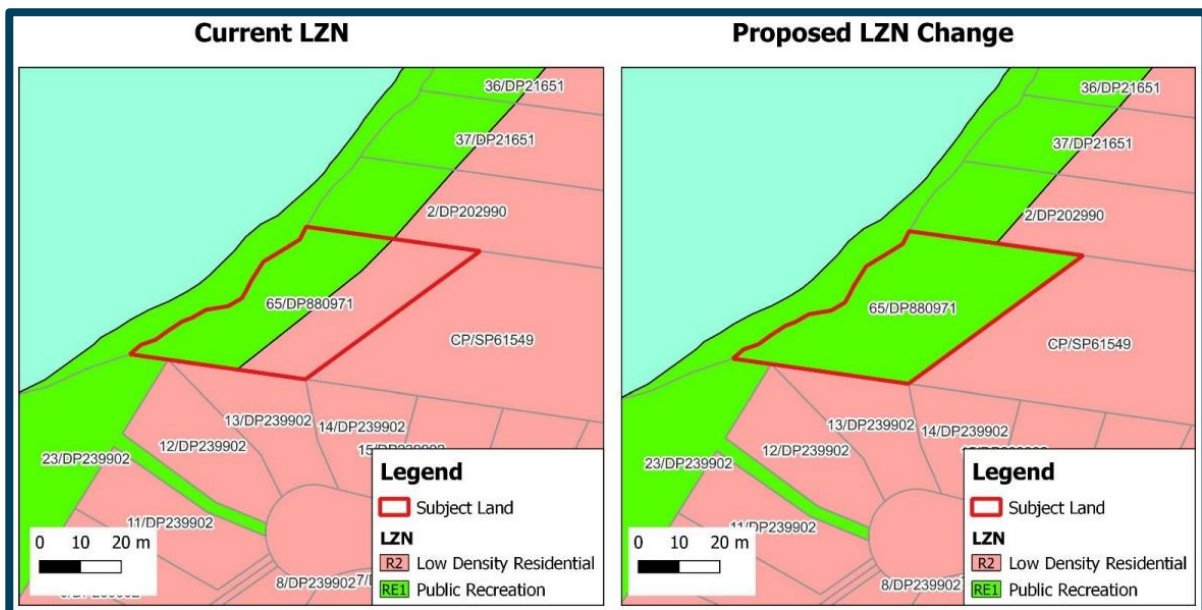 Current LZN
36/DP21651
37/DP21651
2/DP202990
65/DP880971
CP/SP61549
13/DP239902
14/DP239902
12/DP239902
23/DP239902
11/DP239902
8/DP239902
0 10 20 m
Legend
Subject Land
LZN
R2 Low Density Residential
RE1 Public Recreation
Proposed LZN Change
36/DP21651
37/DP21651
2/DP202990
65/DP880971
CP/SP61549
13/DP239902
14/DP239902
12/DP239902
23/DP239902
11/DP239902
8/DP239902
0 10 20 m
Legend
Subject Land
LZN
R2 Low Density Residential
RE1 Public Recreation